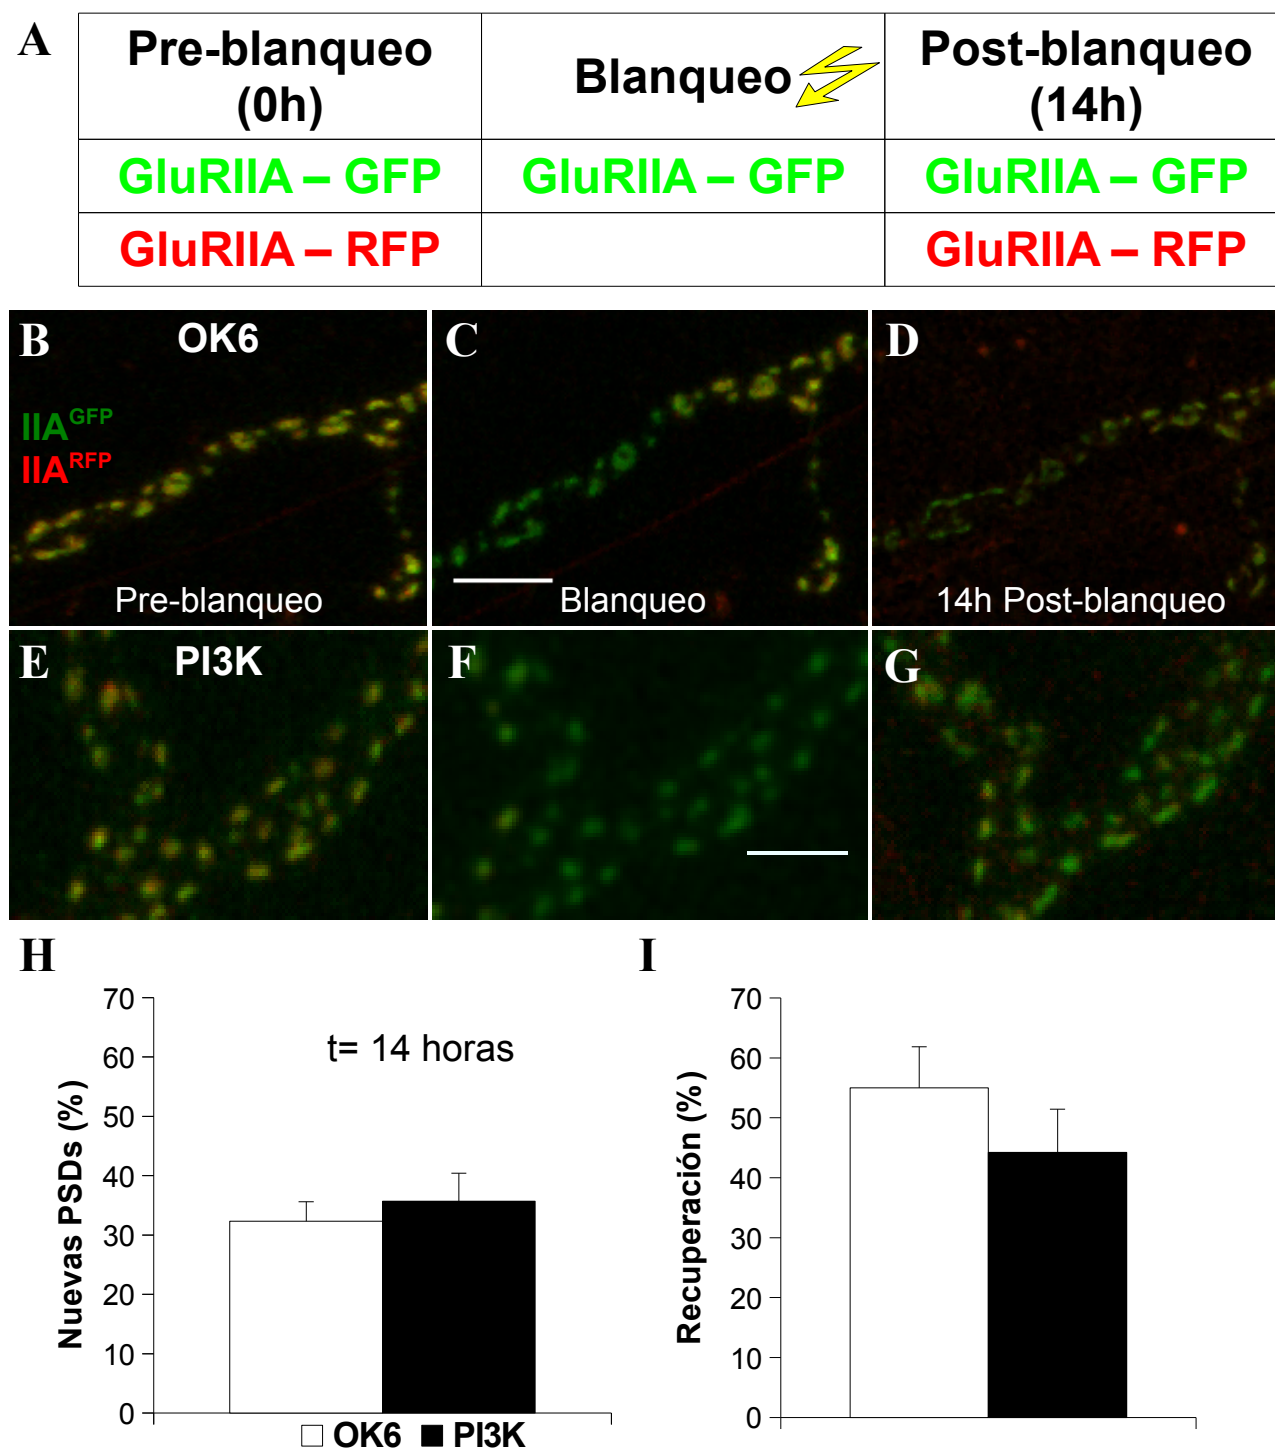 A
Pre-blanqueo
(0h)
Blanqueo
Post-blanqueo
(14h)
GluRIIA – GFP
GluRIIA – GFP
GluRIIA – GFP
GluRIIA – RFP
GluRIIA – RFP
B
OK6
IIA^GFP
IIA^RFP
Pre-blanqueo
C
Blanqueo
D
14h Post-blanqueo
E
PI3K
F
G
H
Nuevas PSDs (%)
70
60
50
40
30
20
10
0
t= 14 horas
OK6
PI3K
I
Recuperación (%)
70
60
50
40
30
20
10
0